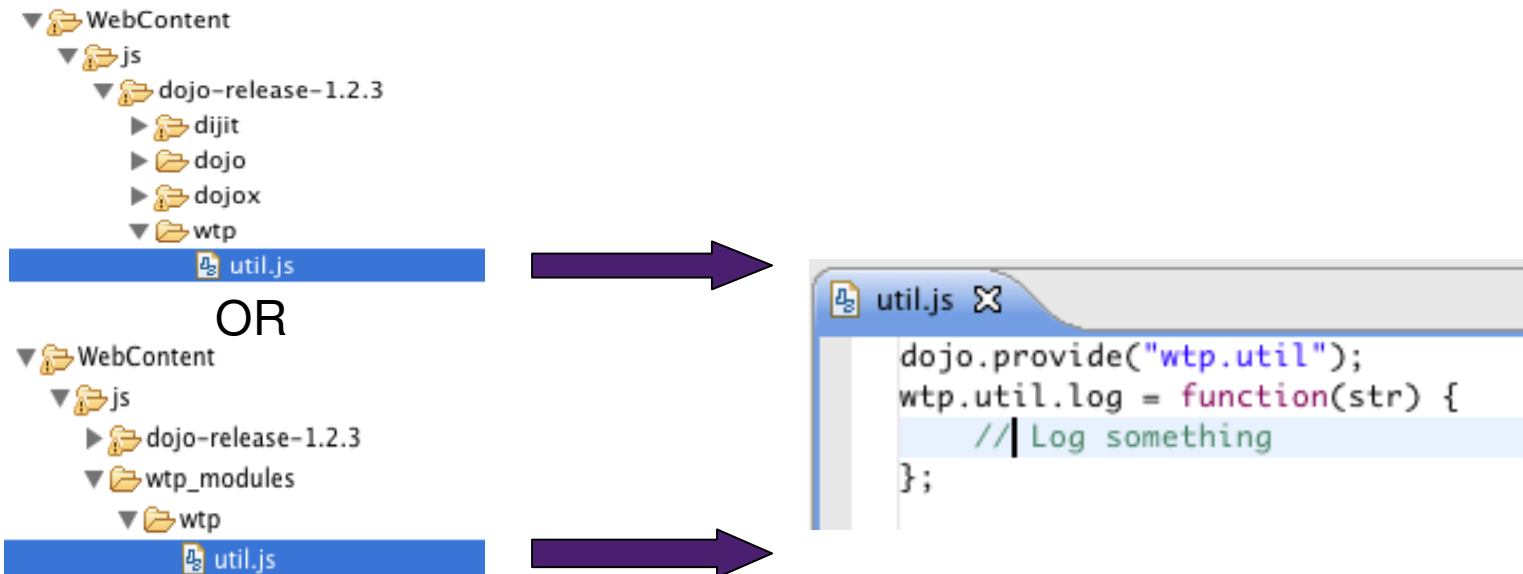 WebContent
js
dojo-release-1.2.3
dijit
dojo
dojox
wtp
util.js
OR
WebContent
js
dojo-release-1.2.3
wtp_modules
wtp
util.js
util.js
dojo.provide("wtp.util");
wtp.util.log = function(str) {
// Log something
};